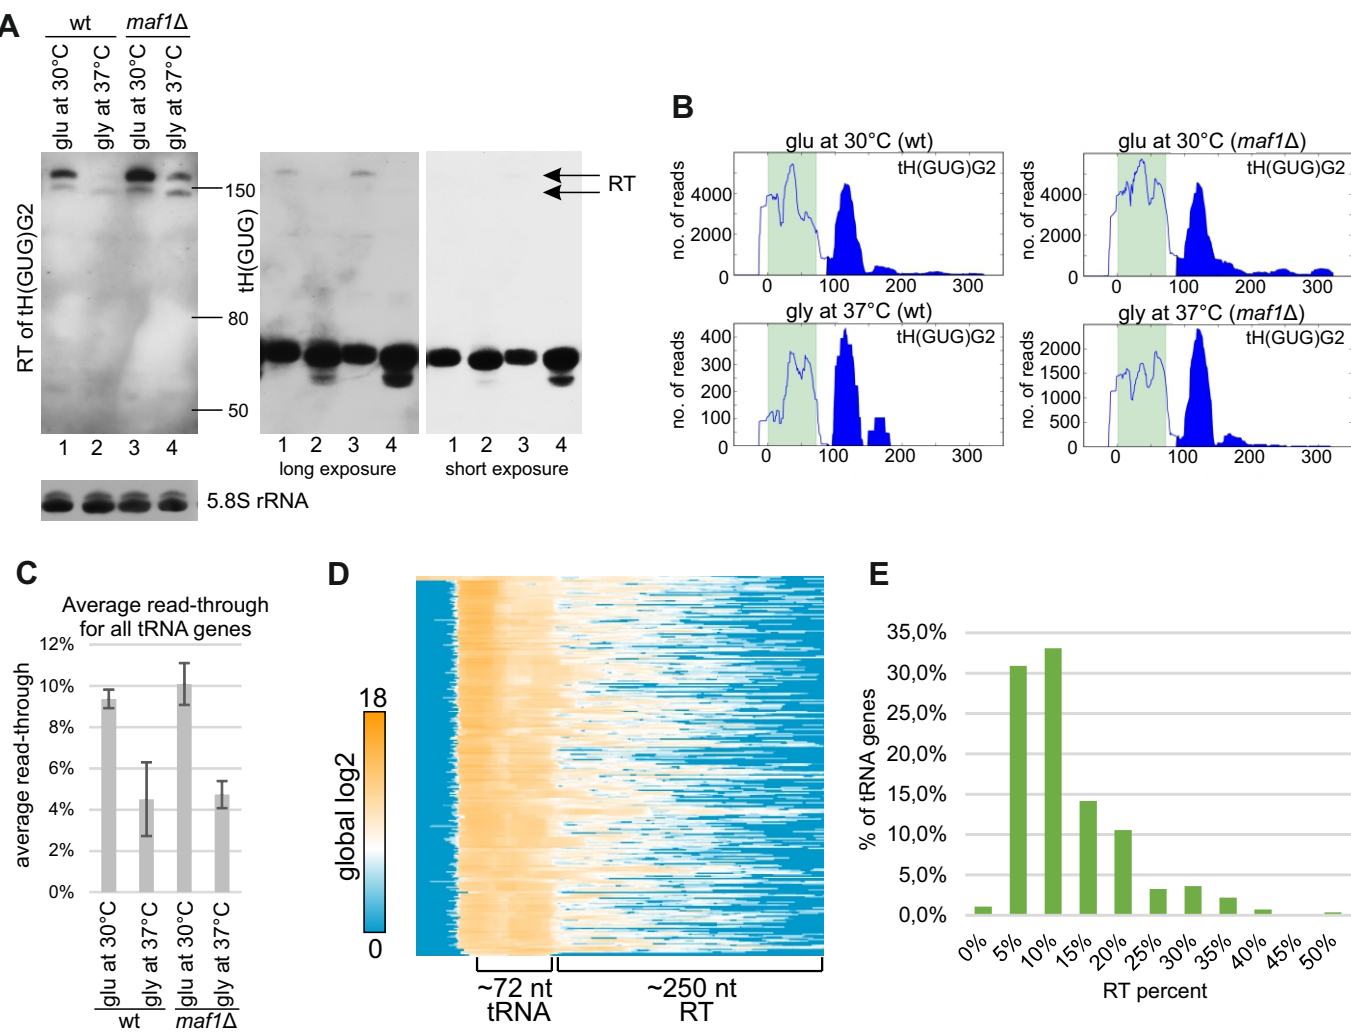 A
wt
maf1Δ
glu at 30°C
gly at 37°C
glu at 30°C
gly at 37°C
RT of tH(GUG)G2
150
80
50
tH(GUG)
RT
1 2 3 4
1 2 3 4
long exposure
1 2 3 4
short exposure
5.8S rRNA
B
glu at 30°C (wt)
tH(GUG)G2
no. of reads
4000
2000
0
0 100 200 300
glu at 30°C (maf1Δ)
tH(GUG)G2
no. of reads
4000
2000
0
0 100 200 300
gly at 37°C (wt)
tH(GUG)G2
no. of reads
400
300
200
100
0
0 100 200 300
gly at 37°C (maf1Δ)
tH(GUG)G2
no. of reads
2000
1500
1000
500
0
0 100 200 300
C
Average read-through
for all tRNA genes
average read-through
12%
10%
8%
6%
4%
2%
0%
glu at 30°C
gly at 37°C
glu at 30°C
gly at 37°C
wt
maf1Δ
D
global log2
18
0
~72 nt
tRNA
~250 nt
RT
E
% of tRNA genes
35,0%
30,0%
25,0%
20,0%
15,0%
10,0%
5,0%
0,0%
0% 5% 10% 15% 20% 25% 30% 35% 40% 45% 50%
RT percent